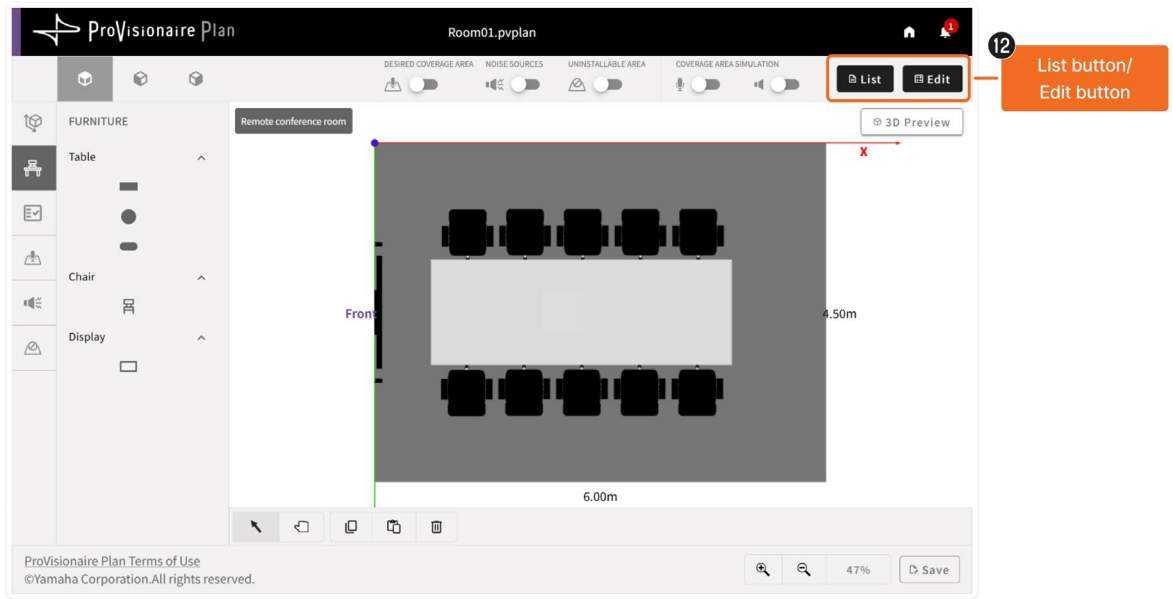 ProVisionaire Plan
Room01.pvplan
1
12
List button/
Edit button
DESIRED COVERAGE AREA
NOISE SOURCES
UNINSTALLABLE AREA
COVERAGE AREA SIMULATION
List
Edit
FURNITURE
Remote conference room
3D Preview
X
Table
Chair
Display
Front
4.50m
6.00m
ProVisionaire Plan Terms of Use
©Yamaha Corporation.All rights reserved.
47%
Save